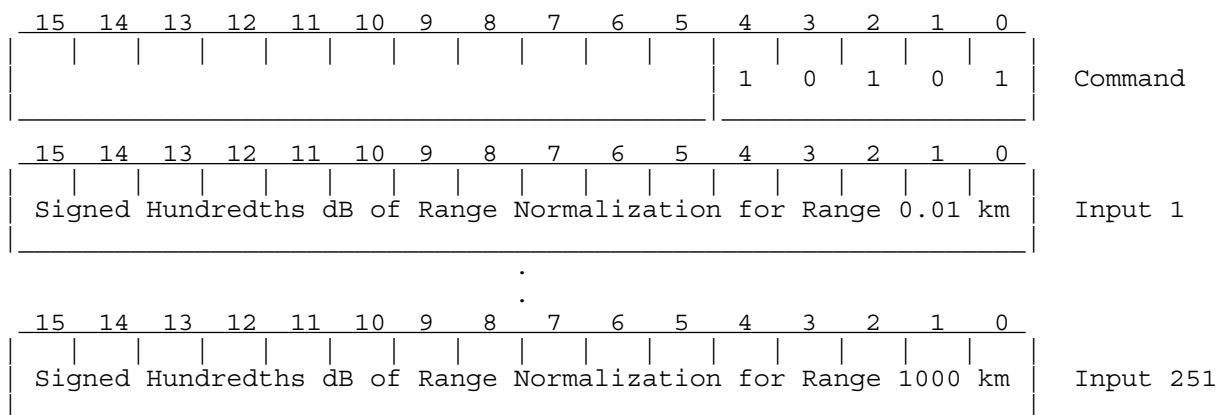 15 14 13 12 11 10 9 8 7 6 5 4 3 2 1 0
1 0 1 0 1 Command
15 14 13 12 11 10 9 8 7 6 5 4 3 2 1 0
Signed Hundredths dB of Range Normalization for Range 0.01 km Input 1
.
.
15 14 13 12 11 10 9 8 7 6 5 4 3 2 1 0
Signed Hundredths dB of Range Normalization for Range 1000 km Input 251